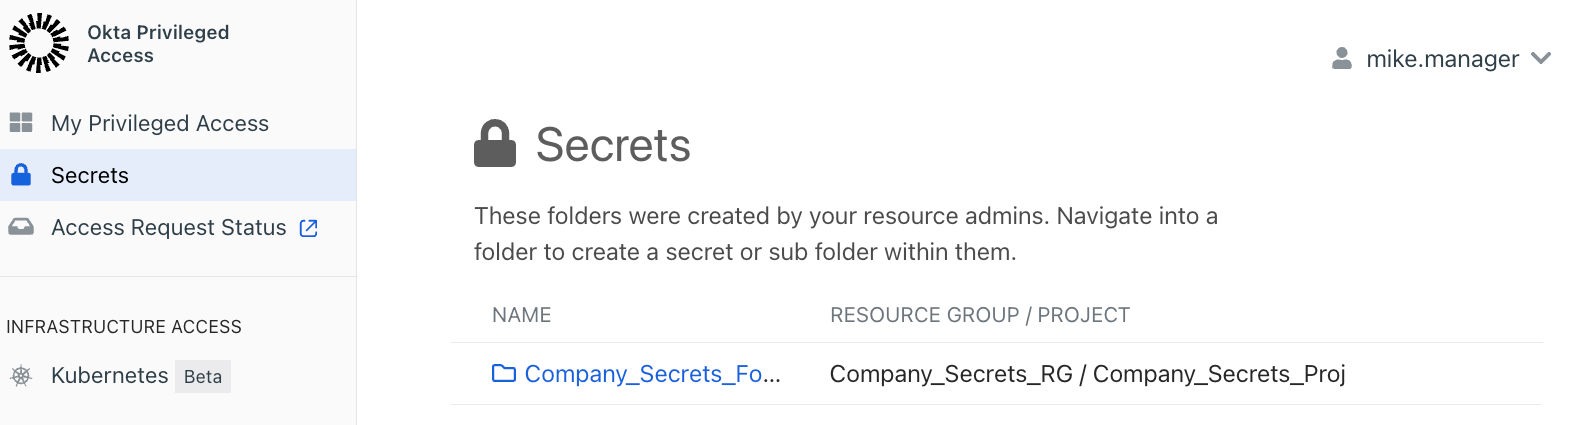 Okta Privileged
Access
My Privileged Access
Secrets
Access Request Status
INFRASTRUCTURE ACCESS
Kubernetes Beta
mike.manager
Secrets
These folders were created by your resource admins. Navigate into a
folder to create a secret or sub folder within them.
NAME RESOURCE GROUP / PROJECT
Company_Secrets_Fo... Company_Secrets_RG / Company_Secrets_Proj